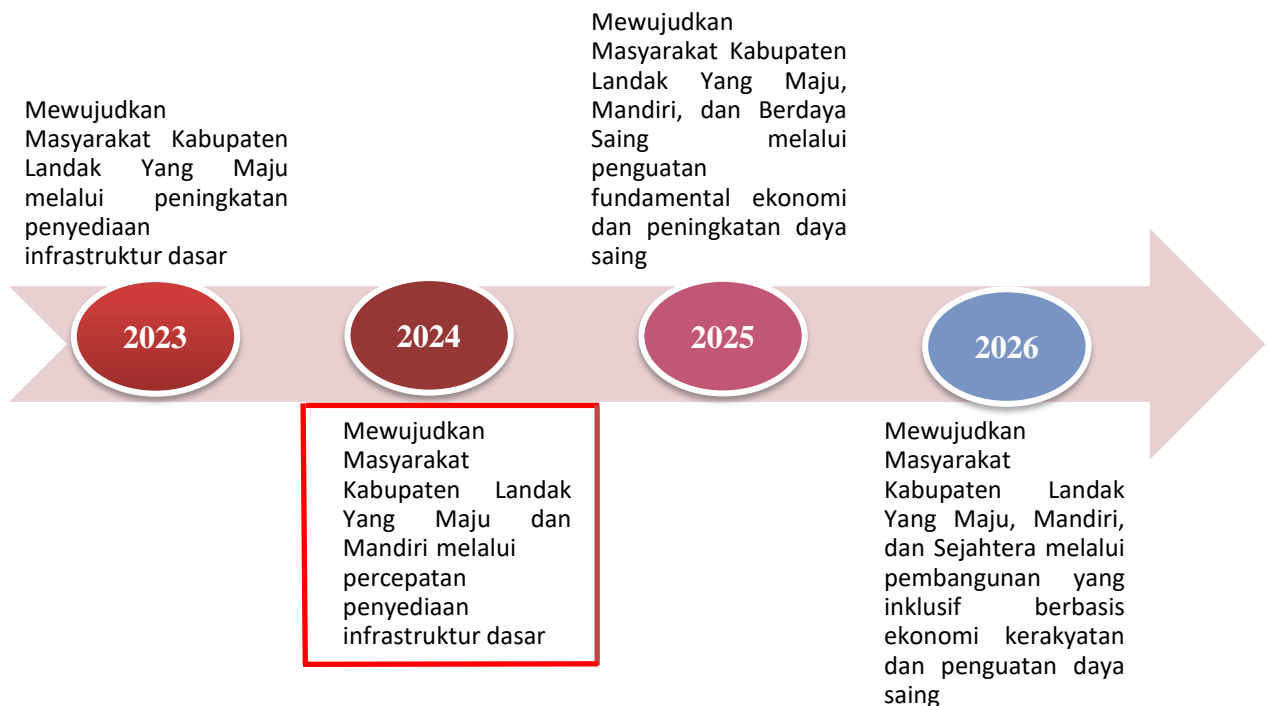 Mewujudkan
Masyarakat Kabupaten
Landak Yang Maju
melalui peningkatan
penyediaan
infrastruktur dasar
2023
Mewujudkan
Masyarakat
Kabupaten Landak
Yang Maju dan
Mandiri melalui
percepatan
penyediaan
infrastruktur dasar
2024
Mewujudkan
Masyarakat Kabupaten
Landak Yang Maju,
Mandiri, dan Berdaya
Saing melalui
penguatan
fundamental ekonomi
dan peningkatan daya
saing
2025
2026
Mewujudkan
Masyarakat
Kabupaten Landak
Yang Maju, Mandiri,
dan Sejahtera melalui
pembangunan yang
inklusif berbasis
ekonomi kerakyatan
dan penguatan daya
saing